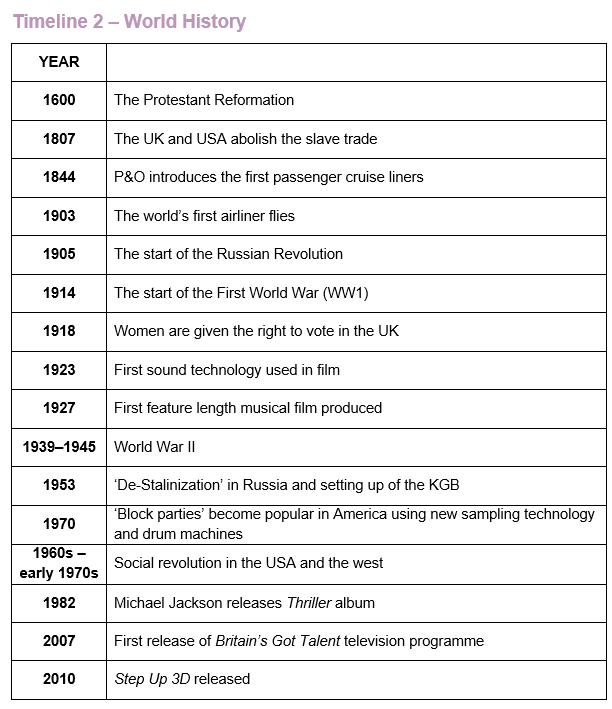 Timeline 2 – World History
YEAR
1600 The Protestant Reformation
1807 The UK and USA abolish the slave trade
1844 P&O introduces the first passenger cruise liners
1903 The world’s first airliner flies
1905 The start of the Russian Revolution
1914 The start of the First World War (WW1)
1918 Women are given the right to vote in the UK
1923 First sound technology used in film
1927 First feature length musical film produced
1939–1945 World War II
1953 ‘De-Stalinization’ in Russia and setting up of the KGB
1970 ‘Block parties’ become popular in America using new sampling technology
and drum machines
1960s –
early 1970s Social revolution in the USA and the west
1982 Michael Jackson releases Thriller album
2007 First release of Britain’s Got Talent television programme
2010 Step Up 3D released